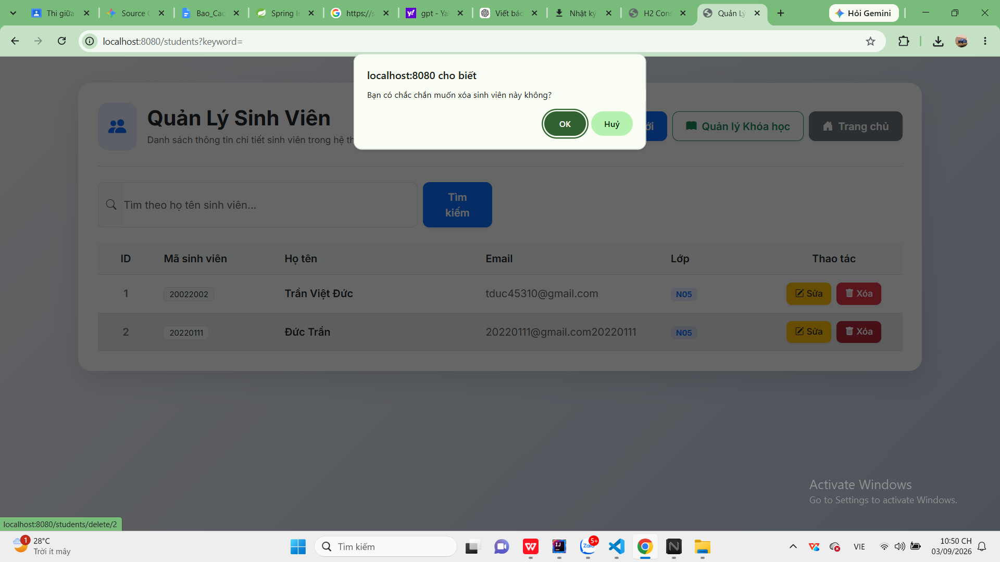 Thi giữa
Source
Bao_Cao
Spring In
https://s
gpt - Ya
Viết báo
Nhật ký
H2 Cons
Quản Lý
Hỏi Gemini
localhost:8080/students?keyword=
localhost:8080 cho biết
Bạn có chắc chắn muốn xóa sinh viên này không?
OK
Huỷ
Quản Lý Sinh Viên
Danh sách thông tin chi tiết sinh viên trong hệ th
ới
Quản lý Khóa học
Trang chủ
Tìm theo họ tên sinh viên...
Tìm
kiếm
ID Mã sinh viên Họ tên Email Lớp Thao tác
1 20022002 Trần Việt Đức tduc45310@gmail.com N05 Sửa Xóa
2 20220111 Đức Trần 20220111@gmail.com20220111 N05 Sửa Xóa
Activate Windows
Go to Settings to activate Windows.
localhost:8080/students/delete/2
1
28°C
Trời ít mây
Tìm kiếm
5+
Zalo
VIE
10:50 CH
03/09/2026